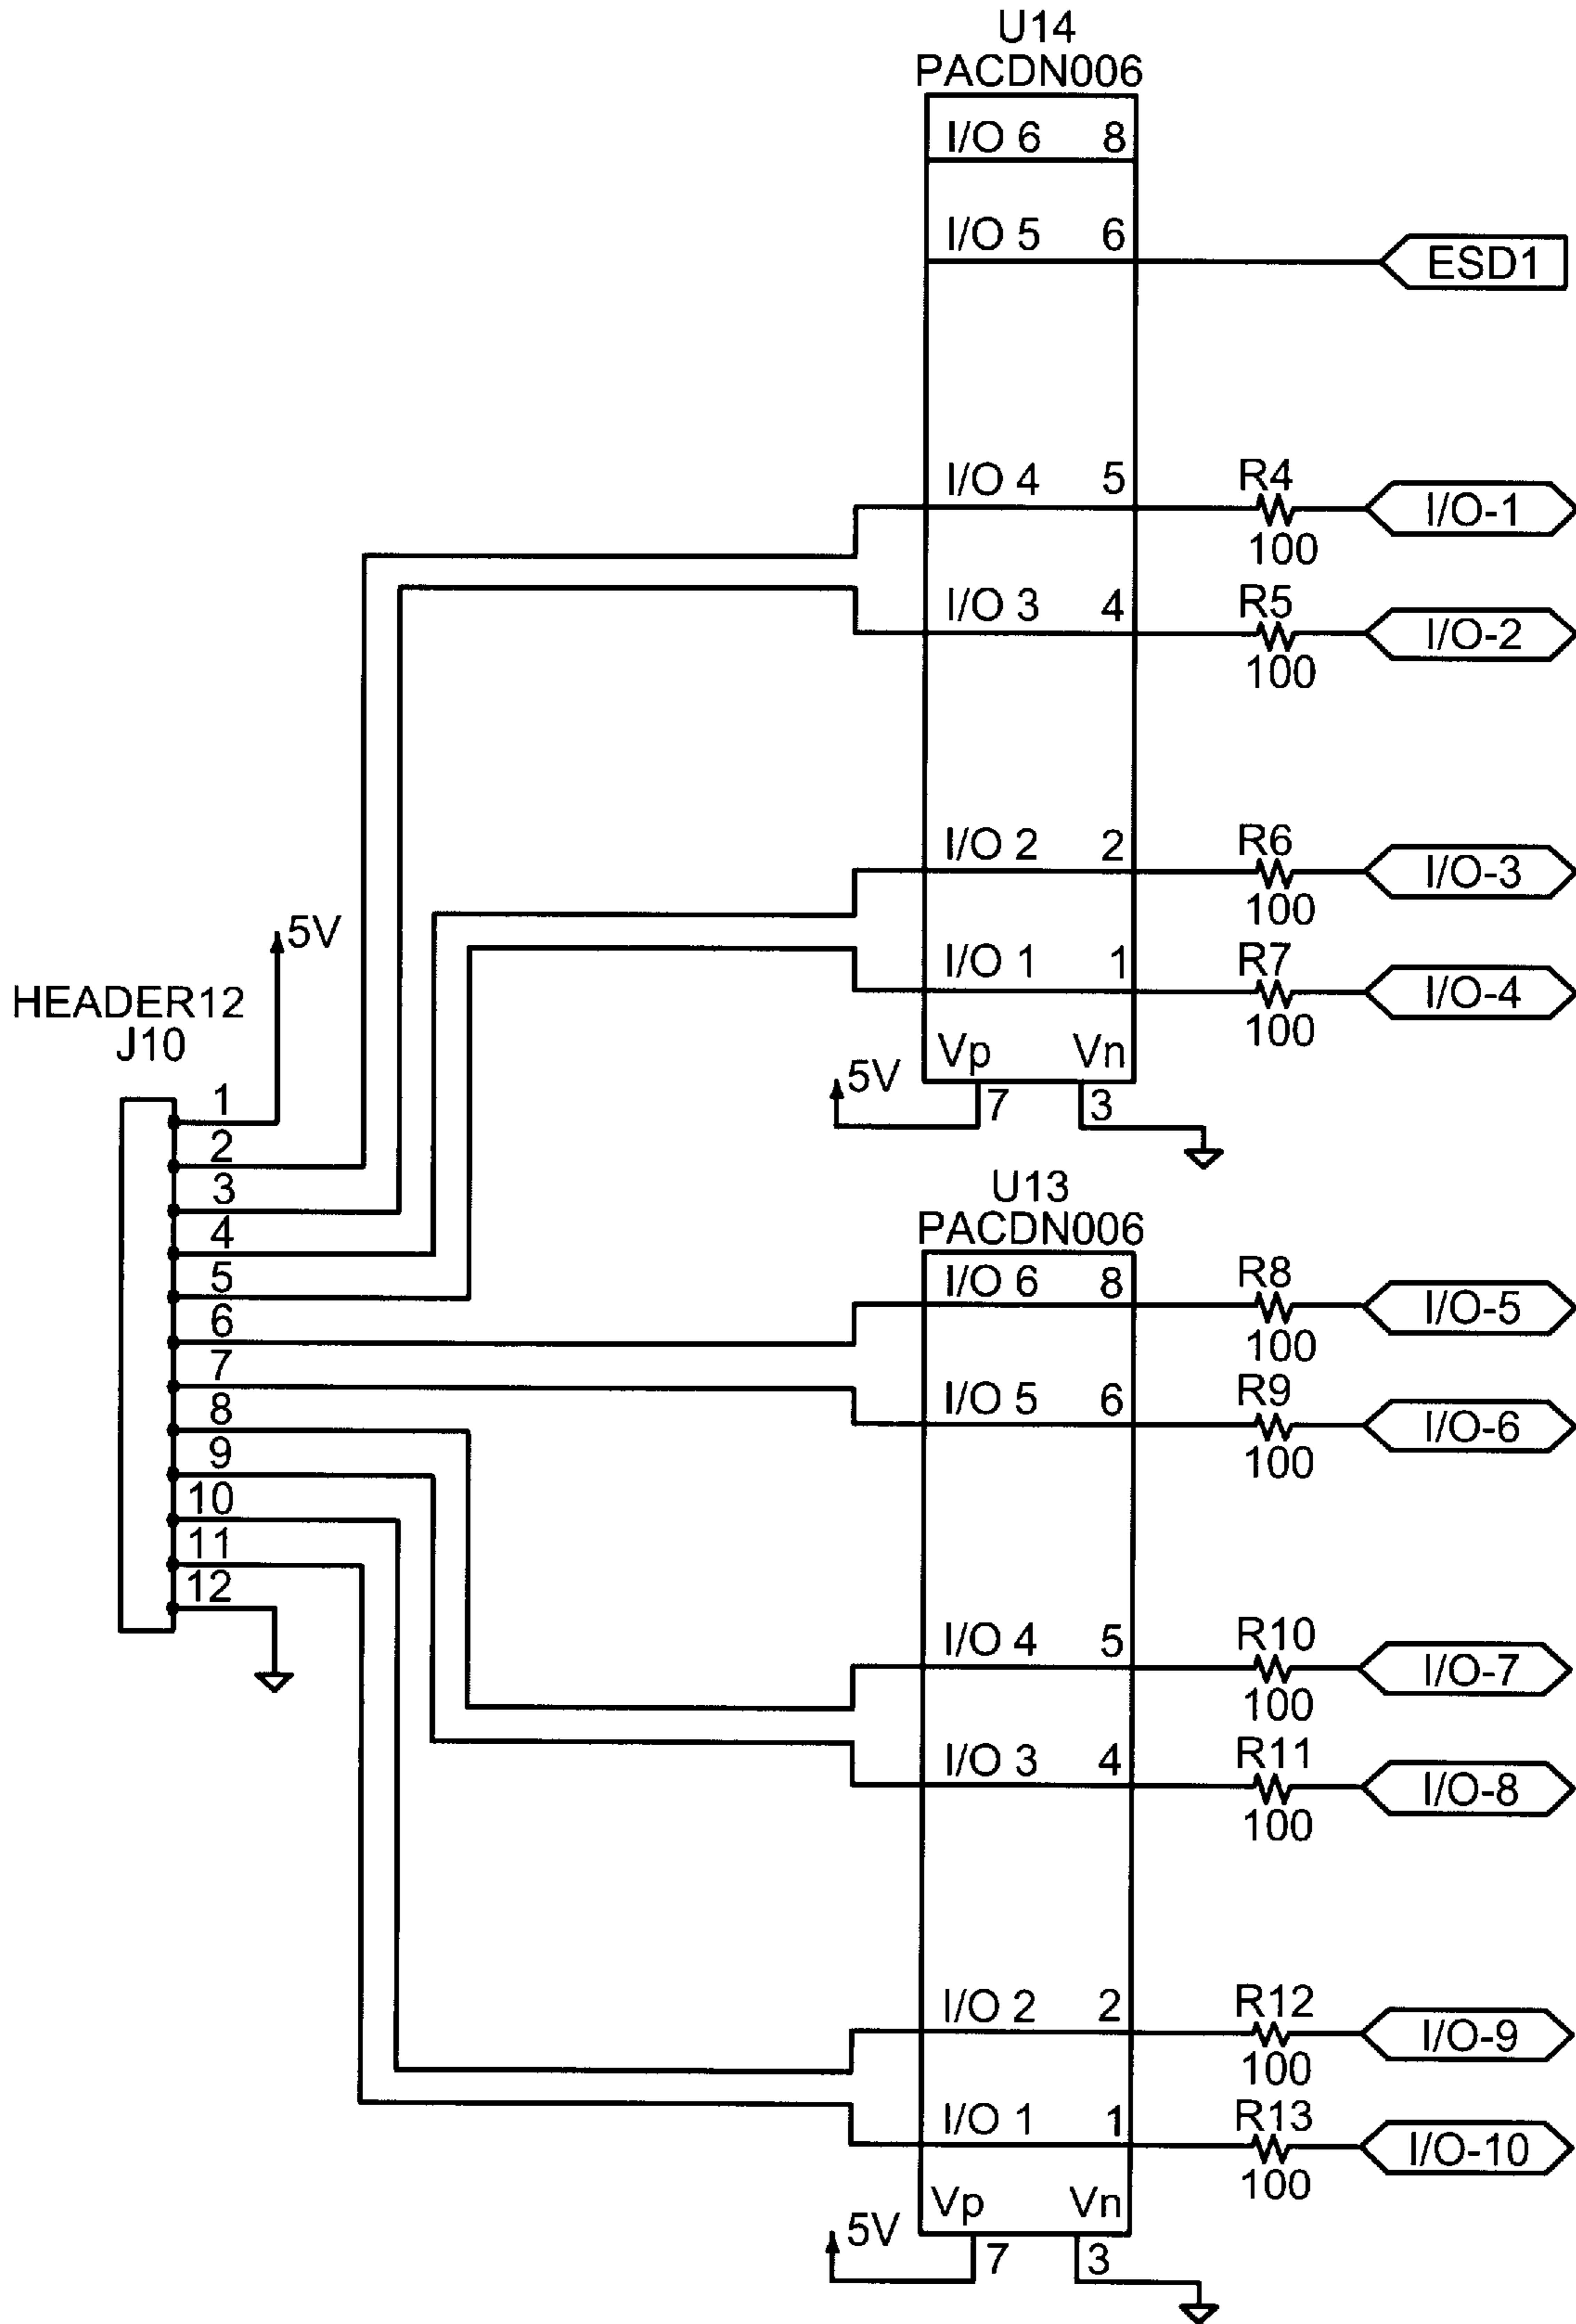 U14
PACDN006
I/O 6 8
I/O 5 6
ESD1
I/O 4 5
R4
100
I/O-1
I/O 3 4
R5
100
I/O-2
I/O 2 2
R6
100
I/O-3
I/O 1 1
R7
100
I/O-4
Vp Vn
5V
7
3
5V
HEADER12
J10
1
2
3
4
5
6
7
8
9
10
11
12
U13
PACDN006
I/O 6 8
R8
100
I/O-5
I/O 5 6
R9
100
I/O-6
I/O 4 5
R10
100
I/O-7
I/O 3 4
R11
100
I/O-8
I/O 2 2
R12
100
I/O-9
I/O 1 1
R13
100
I/O-10
Vp Vn
5V
7
3